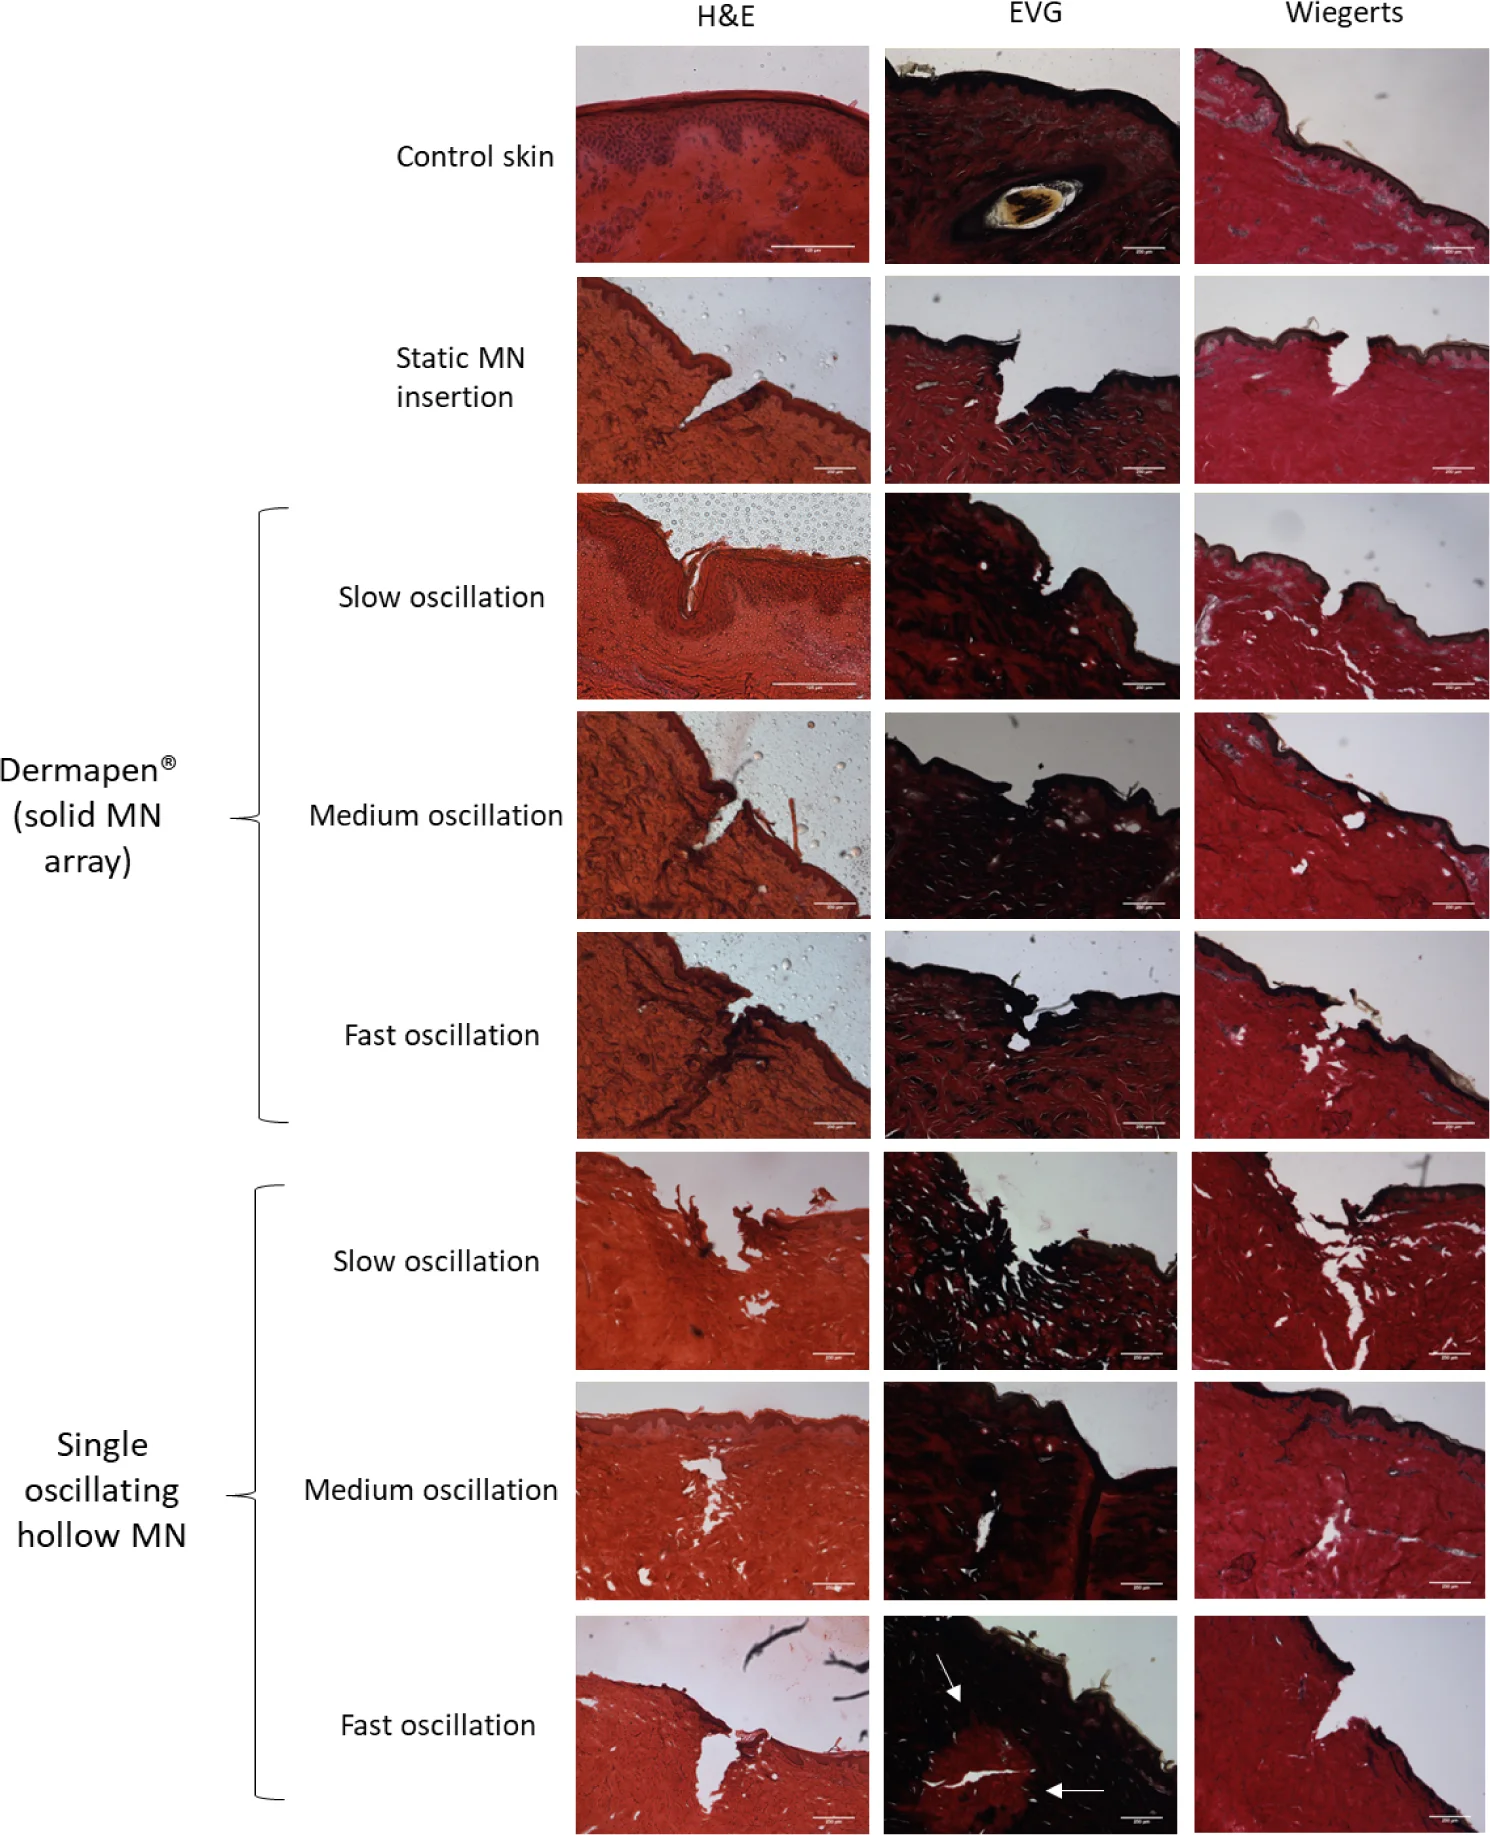 H&E
EVG
Wiegerts
Control skin
Static MN
insertion
Slow oscillation
Dermapen®
(solid MN
array)
Medium oscillation
Fast oscillation
Slow oscillation
Single
oscillating
hollow MN
Medium oscillation
Fast oscillation